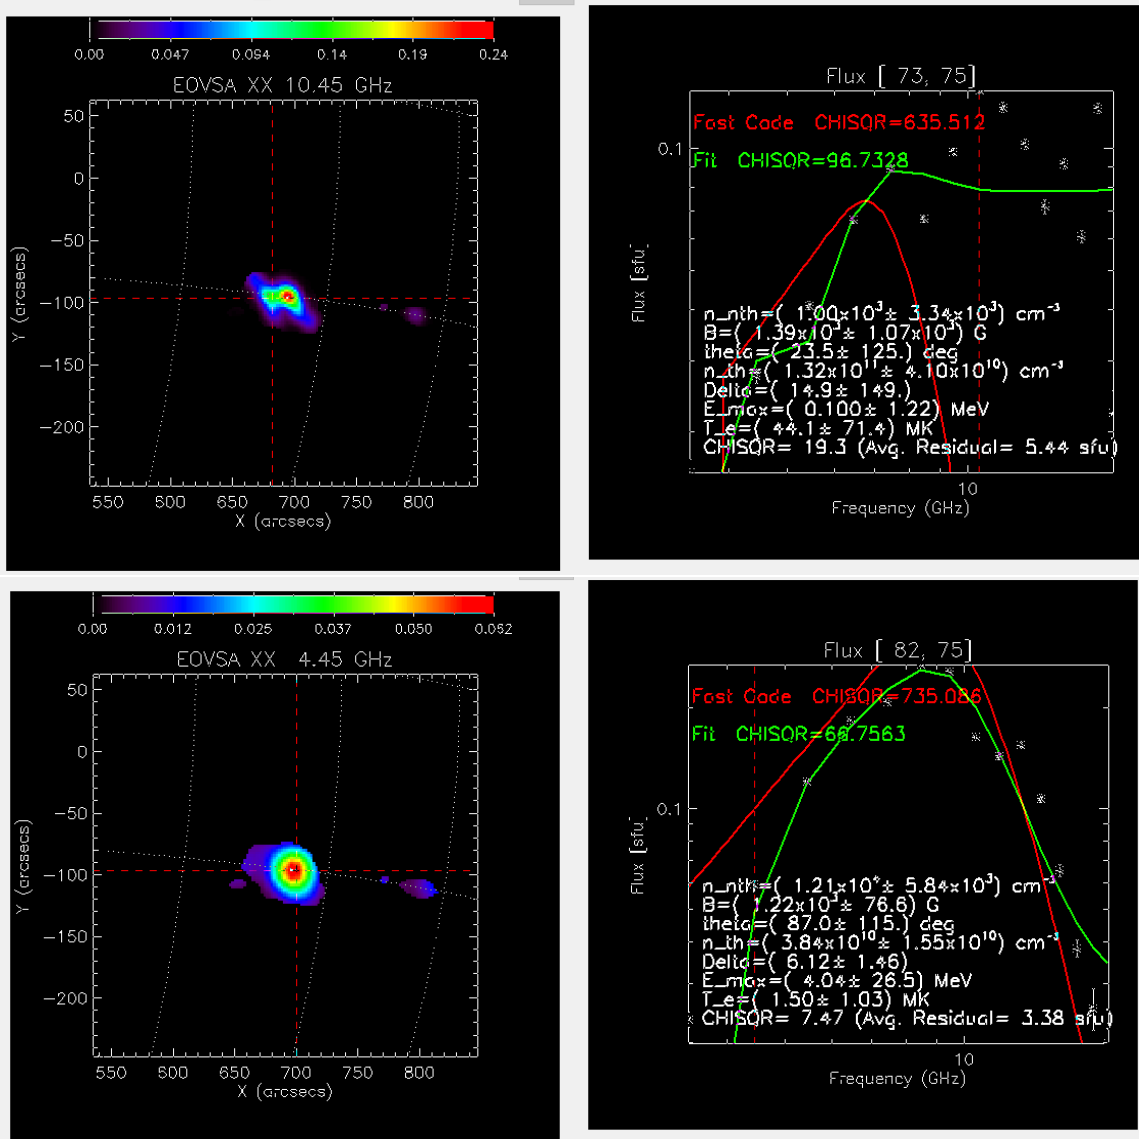 0.00 0.047 0.094 0.14 0.19 0.24
EOVSA XX 10.45 GHz
50
0
−50
−100
−150
−200
Y (arcsecs)
550 600 650 700 750 800
X (arcsecs)
Flux [ 73, 75]
Fast Code CHISQR=635.512
Fit CHISQR=96.7328
0.1
Flux [sfu]
n_nth=( 1.00x10³± 3.34x10³) cm⁻³
B=( 1.39x10³± 1.07x10³) G
theta=( 23.5± 125.) deg
n_th=( 1.32x10¹¹± 4.10x10¹⁰) cm⁻³
Delta=( 14.9± 149.)
E_max=( 0.100± 1.22) MeV
T_e=( 44.1± 71.4) MK
CHISQR= 19.3 (Avg. Residual= 5.44 sfu)
10
Frequency (GHz)
0.00 0.012 0.025 0.037 0.050 0.062
EOVSA XX 4.45 GHz
50
0
−50
−100
−150
−200
Y (arcsecs)
550 600 650 700 750 800
X (arcsecs)
Flux [ 82, 75]
Fast Code CHISQR=735.086
Fit CHISQR=66.7563
0.1
Flux [sfu]
n_nth=( 1.21x10⁴± 5.84x10³) cm⁻³
B=( 1.22x10³± 76.6) G
theta=( 87.0± 115.) deg
n_th=( 3.84x10¹⁰± 1.55x10¹⁰) cm⁻³
Delta=( 6.12± 1.46)
E_max=( 4.04± 26.5) MeV
T_e=( 1.50± 1.03) MK
CHISQR= 7.47 (Avg. Residual= 3.38 sfu)
10
Frequency (GHz)